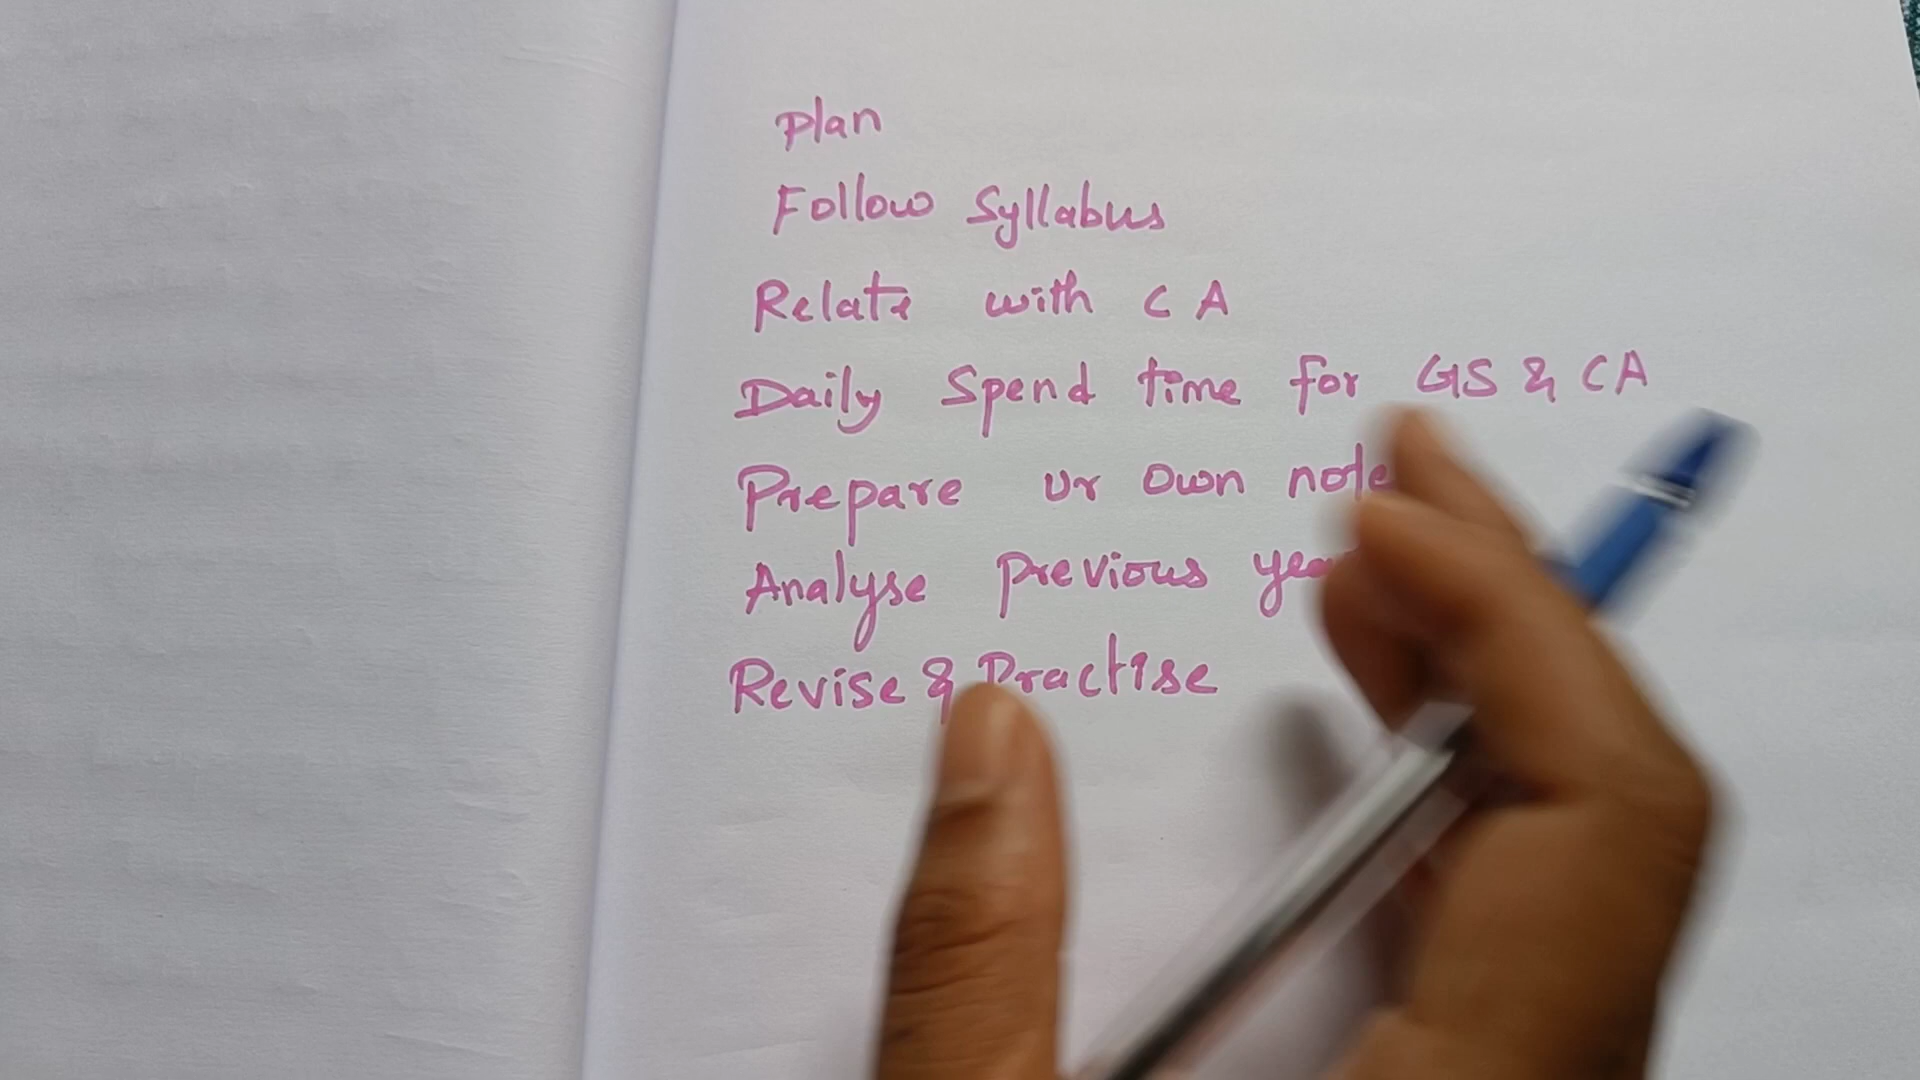 Plan
Follow Syllabus
Relate with CA
Daily Spend time for GS & CA
Prepare ur own note
Analyse previous
Revise & Practise